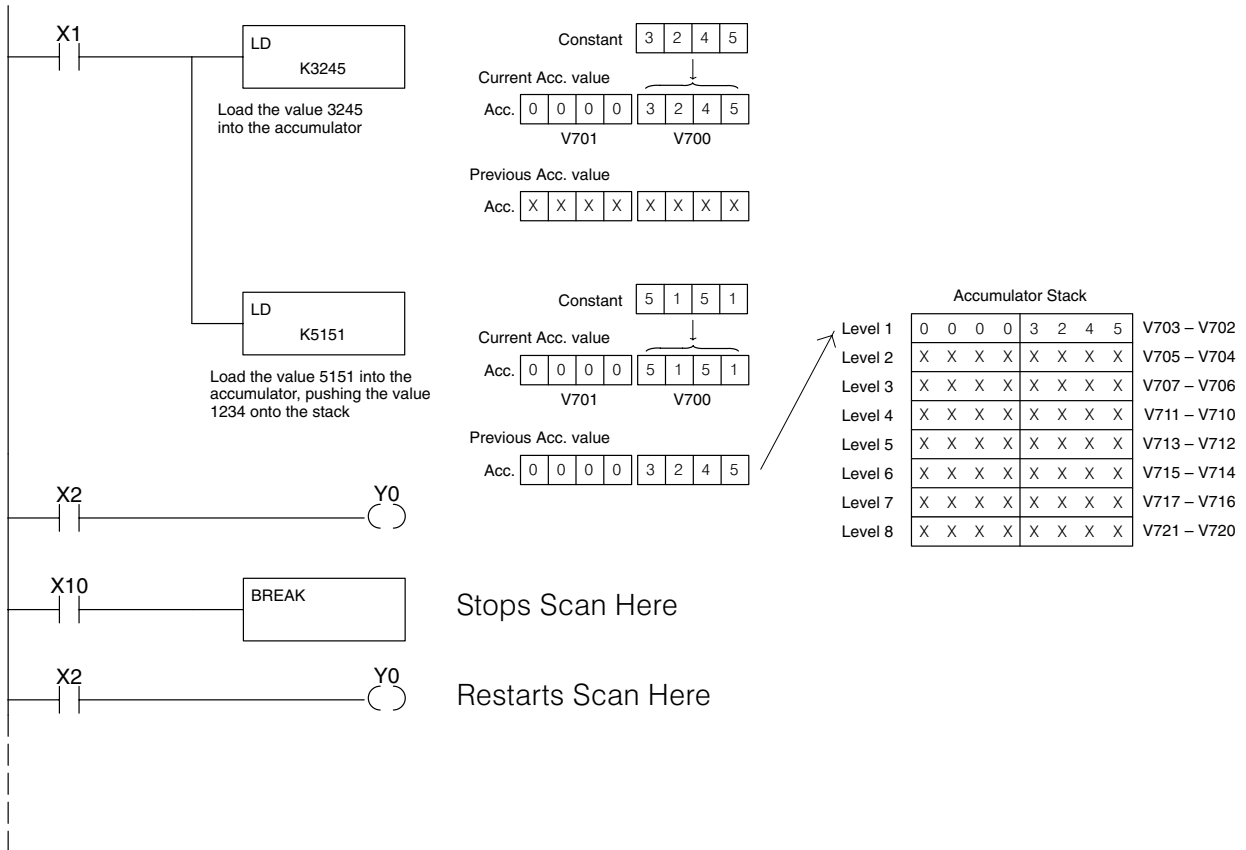 X1
LD
K3245
Load the value 3245
into the accumulator
Constant 3 2 4 5
Current Acc. value
Acc. 0 0 0 0 3 2 4 5
V701 V700
Previous Acc. value
Acc. X X X X X X X X
LD
K5151
Load the value 5151 into the
accumulator, pushing the value
1234 onto the stack
Constant 5 1 5 1
Current Acc. value
Acc. 0 0 0 0 5 1 5 1
V701 V700
Previous Acc. value
Acc. 0 0 0 0 3 2 4 5
Accumulator Stack
Level 1 0 0 0 0 3 2 4 5 V703 – V702
Level 2 X X X X X X X X V705 – V704
Level 3 X X X X X X X X V707 – V706
Level 4 X X X X X X X X V711 – V710
Level 5 X X X X X X X X V713 – V712
Level 6 X X X X X X X X V715 – V714
Level 7 X X X X X X X X V717 – V716
Level 8 X X X X X X X X V721 – V720
X2 Y0
X10 BREAK Stops Scan Here
X2 Y0 Restarts Scan Here